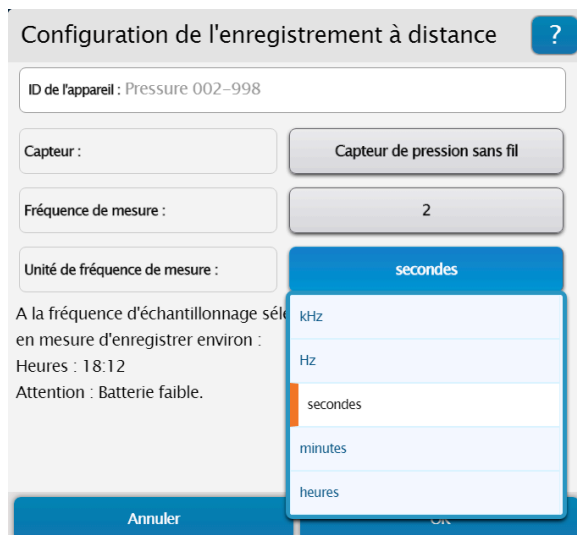 Configuration de l'enregistrement à distance
?
ID de l'appareil : Pressure 002-998
Capteur :
Capteur de pression sans fil
Fréquence de mesure :
2
Unité de fréquence de mesure :
secondes
A la fréquence d'échantillonnage
en mesure d'enregistrer environ :
Heures : 18:12
Attention : Batterie faible.
kHz
Hz
secondes
minutes
heures
Annuler